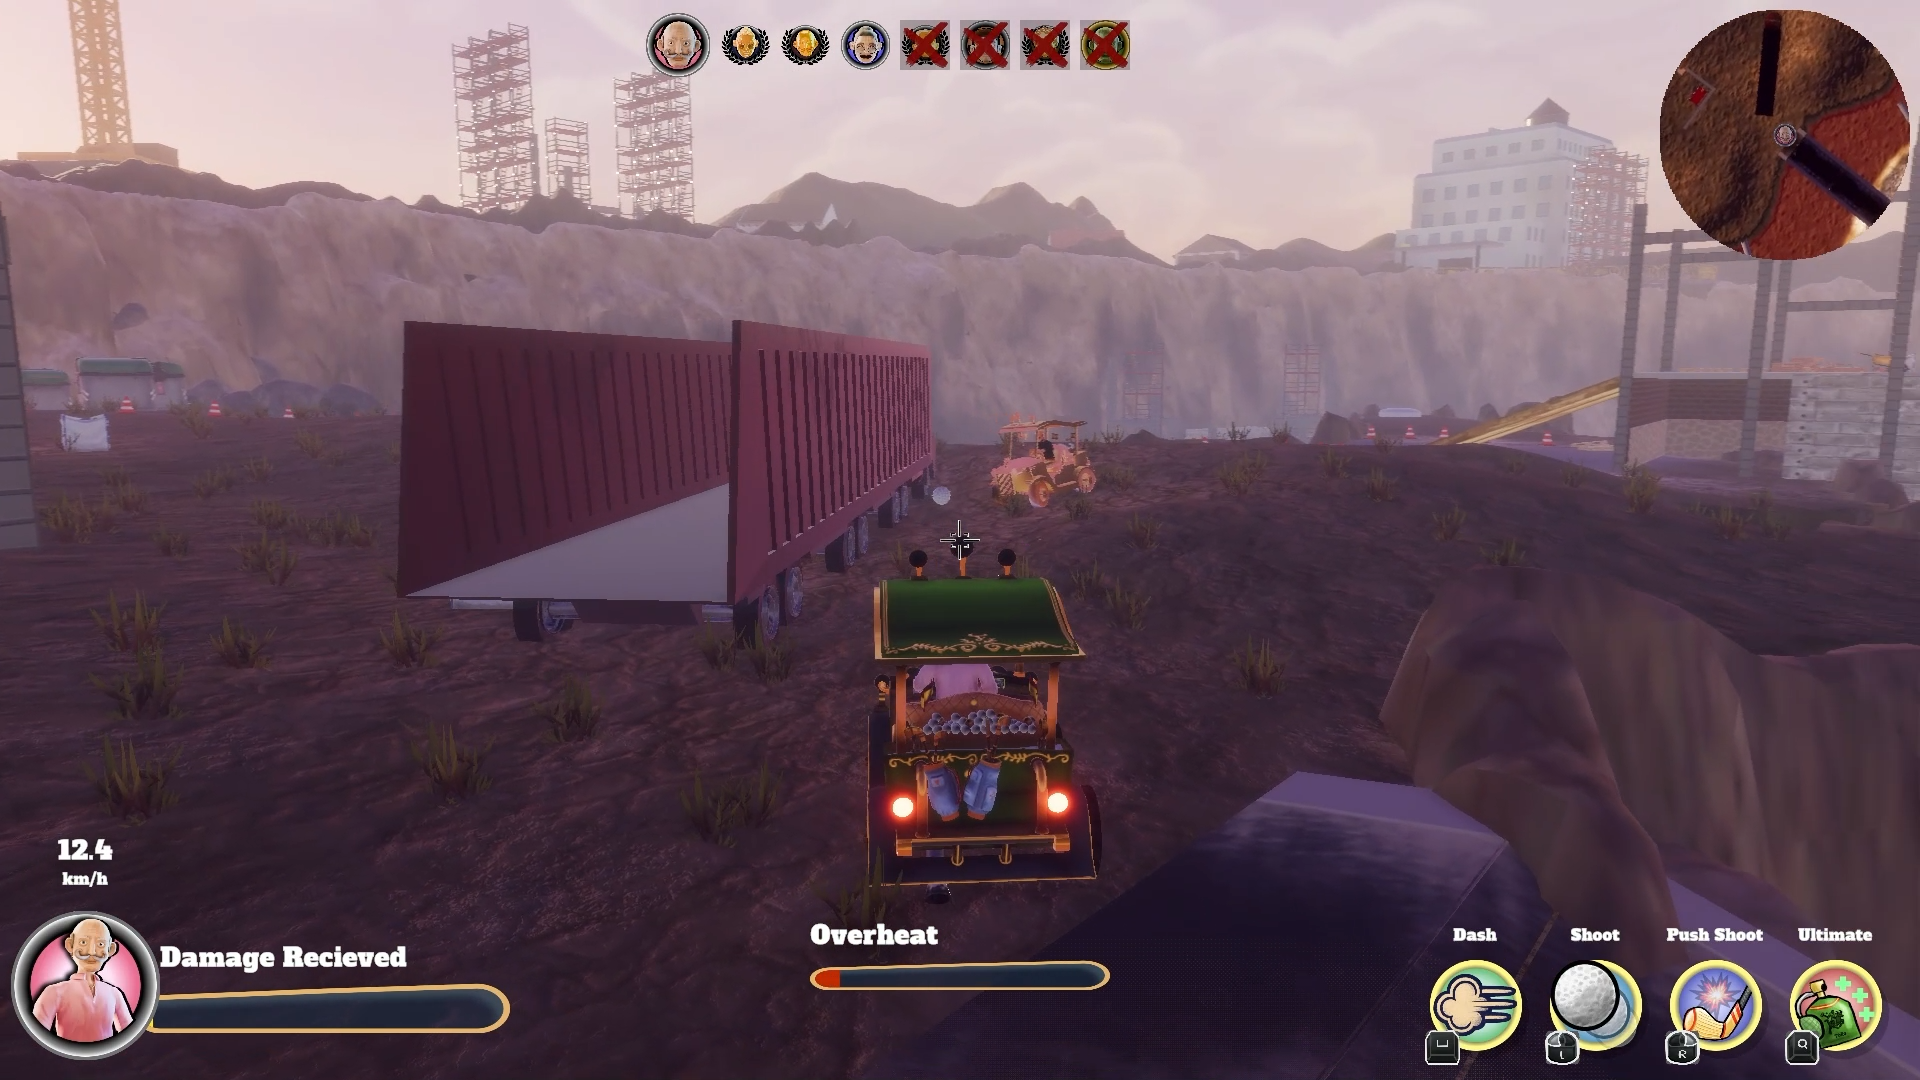 12.4
km/h
Damage Recieved
Overheat
Dash
Shoot
Push Shoot
Ultimate
L
R
Q